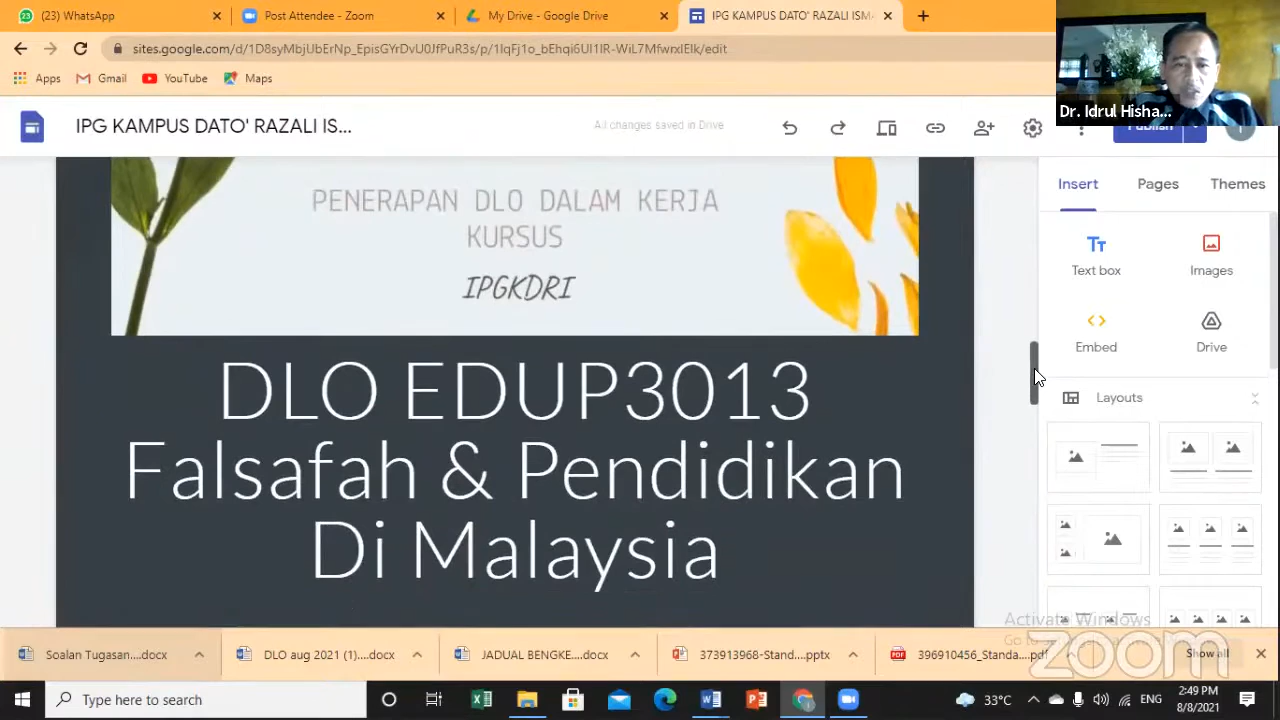 (23) WhatsApp
Post Attendee - Zoom
My Drive - Google Drive
IPG KAMPUS DATO' RAZALI ISMA
sites.google.com/d/1D8syMbjUbErNp_EpisGYrDvU0JfPuR3s/p/1IqFj1o_bEhqi6UI1IR-WiL7MfwrxlElk/edit
Apps
Gmail
YouTube
Maps
Dr. Idrul Hisha...
IPG KAMPUS DATO' RAZALI IS...
All changes saved in Drive
Publish
Insert
Pages
Themes
PENERAPAN DLO DALAM KERJA
KURSUS
IPGKDRI
DLO EDUP3013
Falsafah & Pendidikan
Di Malaysia
Text box
Images
Embed
Drive
Layouts
Activate Windows
zoom
Soalan Tugasan....docx
DLO aug 2021 (1)....docx
JADUAL BENGKE....docx
373913968-Stand....pptx
396910456_Standa....pdf
Show all
Type here to search
33°C
ENG
2:49 PM
8/8/2021